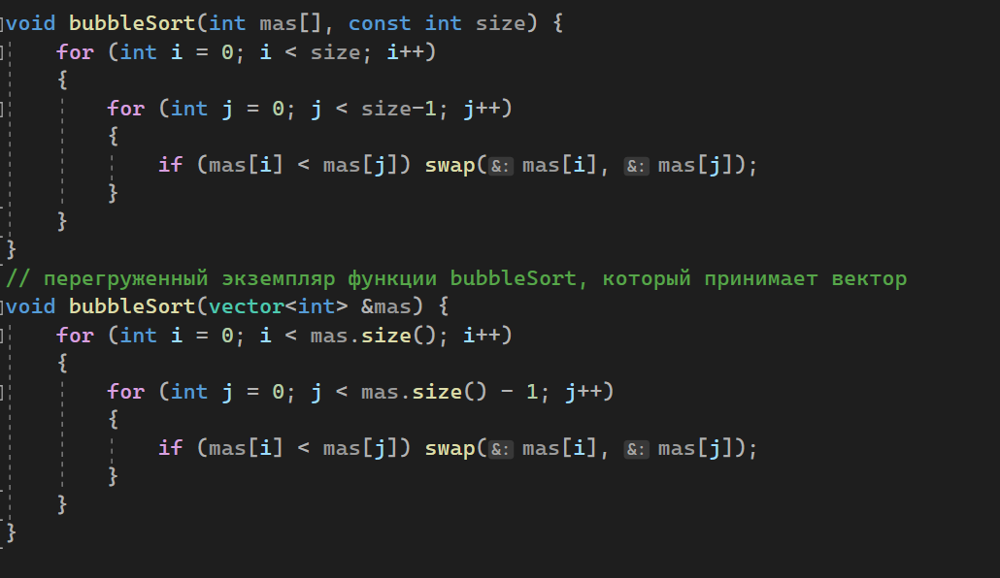 void bubbleSort(int mas[], const int size) {
    for (int i = 0; i < size; i++)
    {
        for (int j = 0; j < size-1; j++)
        {
            if (mas[i] < mas[j]) swap(&: mas[i], &: mas[j]);
        }
    }
}
// перегруженный экземпляр функции bubbleSort, который принимает вектор
void bubbleSort(vector<int> &mas) {
    for (int i = 0; i < mas.size(); i++)
    {
        for (int j = 0; j < mas.size() - 1; j++)
        {
            if (mas[i] < mas[j]) swap(&: mas[i], &: mas[j]);
        }
    }
}